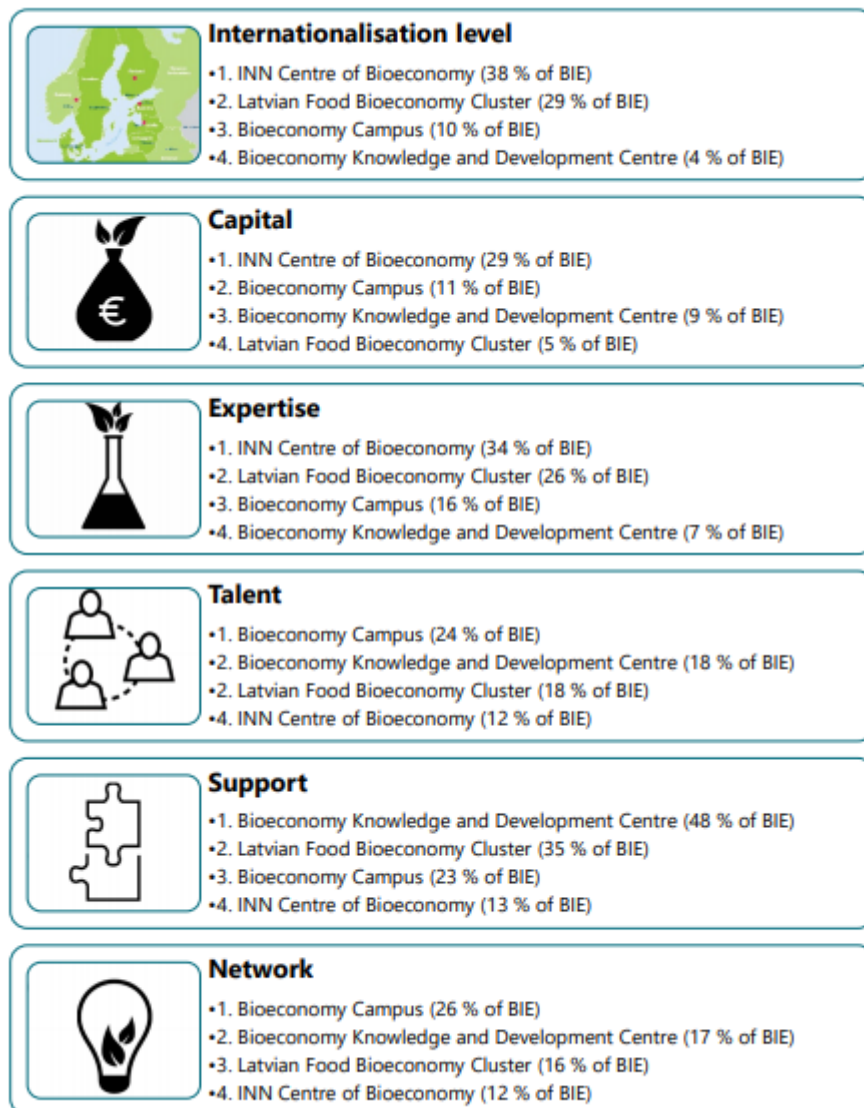 Internationalisation level
•1. INN Centre of Bioeconomy (38 % of BIE)
•2. Latvian Food Bioeconomy Cluster (29 % of BIE)
•3. Bioeconomy Campus (10 % of BIE)
•4. Bioeconomy Knowledge and Development Centre (4 % of BIE)
Capital
•1. INN Centre of Bioeconomy (29 % of BIE)
•2. Bioeconomy Campus (11 % of BIE)
•3. Bioeconomy Knowledge and Development Centre (9 % of BIE)
•4. Latvian Food Bioeconomy Cluster (5 % of BIE)
€
Expertise
•1. INN Centre of Bioeconomy (34 % of BIE)
•2. Latvian Food Bioeconomy Cluster (26 % of BIE)
•3. Bioeconomy Campus (16 % of BIE)
•4. Bioeconomy Knowledge and Development Centre (7 % of BIE)
Talent
•1. Bioeconomy Campus (24 % of BIE)
•2. Bioeconomy Knowledge and Development Centre (18 % of BIE)
•2. Latvian Food Bioeconomy Cluster (18 % of BIE)
•4. INN Centre of Bioeconomy (12 % of BIE)
Support
•1. Bioeconomy Knowledge and Development Centre (48 % of BIE)
•2. Latvian Food Bioeconomy Cluster (35 % of BIE)
•3. Bioeconomy Campus (23 % of BIE)
•4. INN Centre of Bioeconomy (13 % of BIE)
Network
•1. Bioeconomy Campus (26 % of BIE)
•2. Bioeconomy Knowledge and Development Centre (17 % of BIE)
•3. Latvian Food Bioeconomy Cluster (16 % of BIE)
•4. INN Centre of Bioeconomy (12 % of BIE)